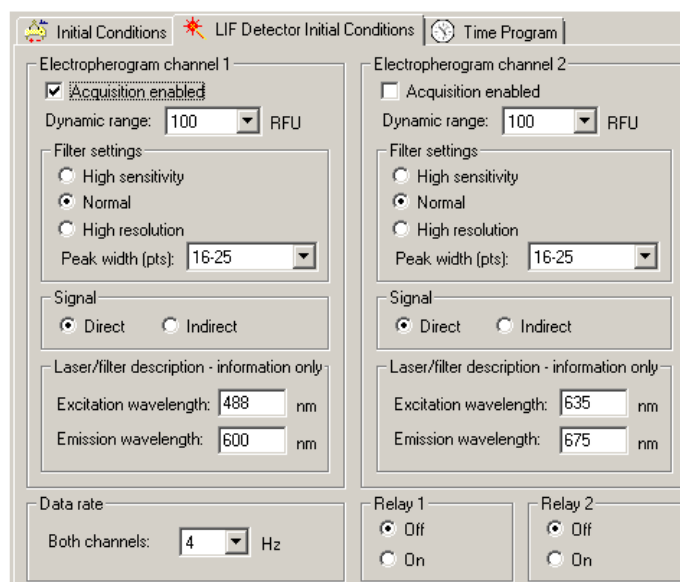 Initial Conditions
LIF Detector Initial Conditions
Time Program
Electropherogram channel 1
Acquisition enabled
Dynamic range: 100 RFU
Filter settings
High sensitivity
Normal
High resolution
Peak width (pts): 16-25
Signal
Direct Indirect
Laser/filter description - information only
Excitation wavelength: 488 nm
Emission wavelength: 600 nm
Electropherogram channel 2
Acquisition enabled
Dynamic range: 100 RFU
Filter settings
High sensitivity
Normal
High resolution
Peak width (pts): 16-25
Signal
Direct Indirect
Laser/filter description - information only
Excitation wavelength: 635 nm
Emission wavelength: 675 nm
Data rate
Both channels: 4 Hz
Relay 1
Off
On
Relay 2
Off
On